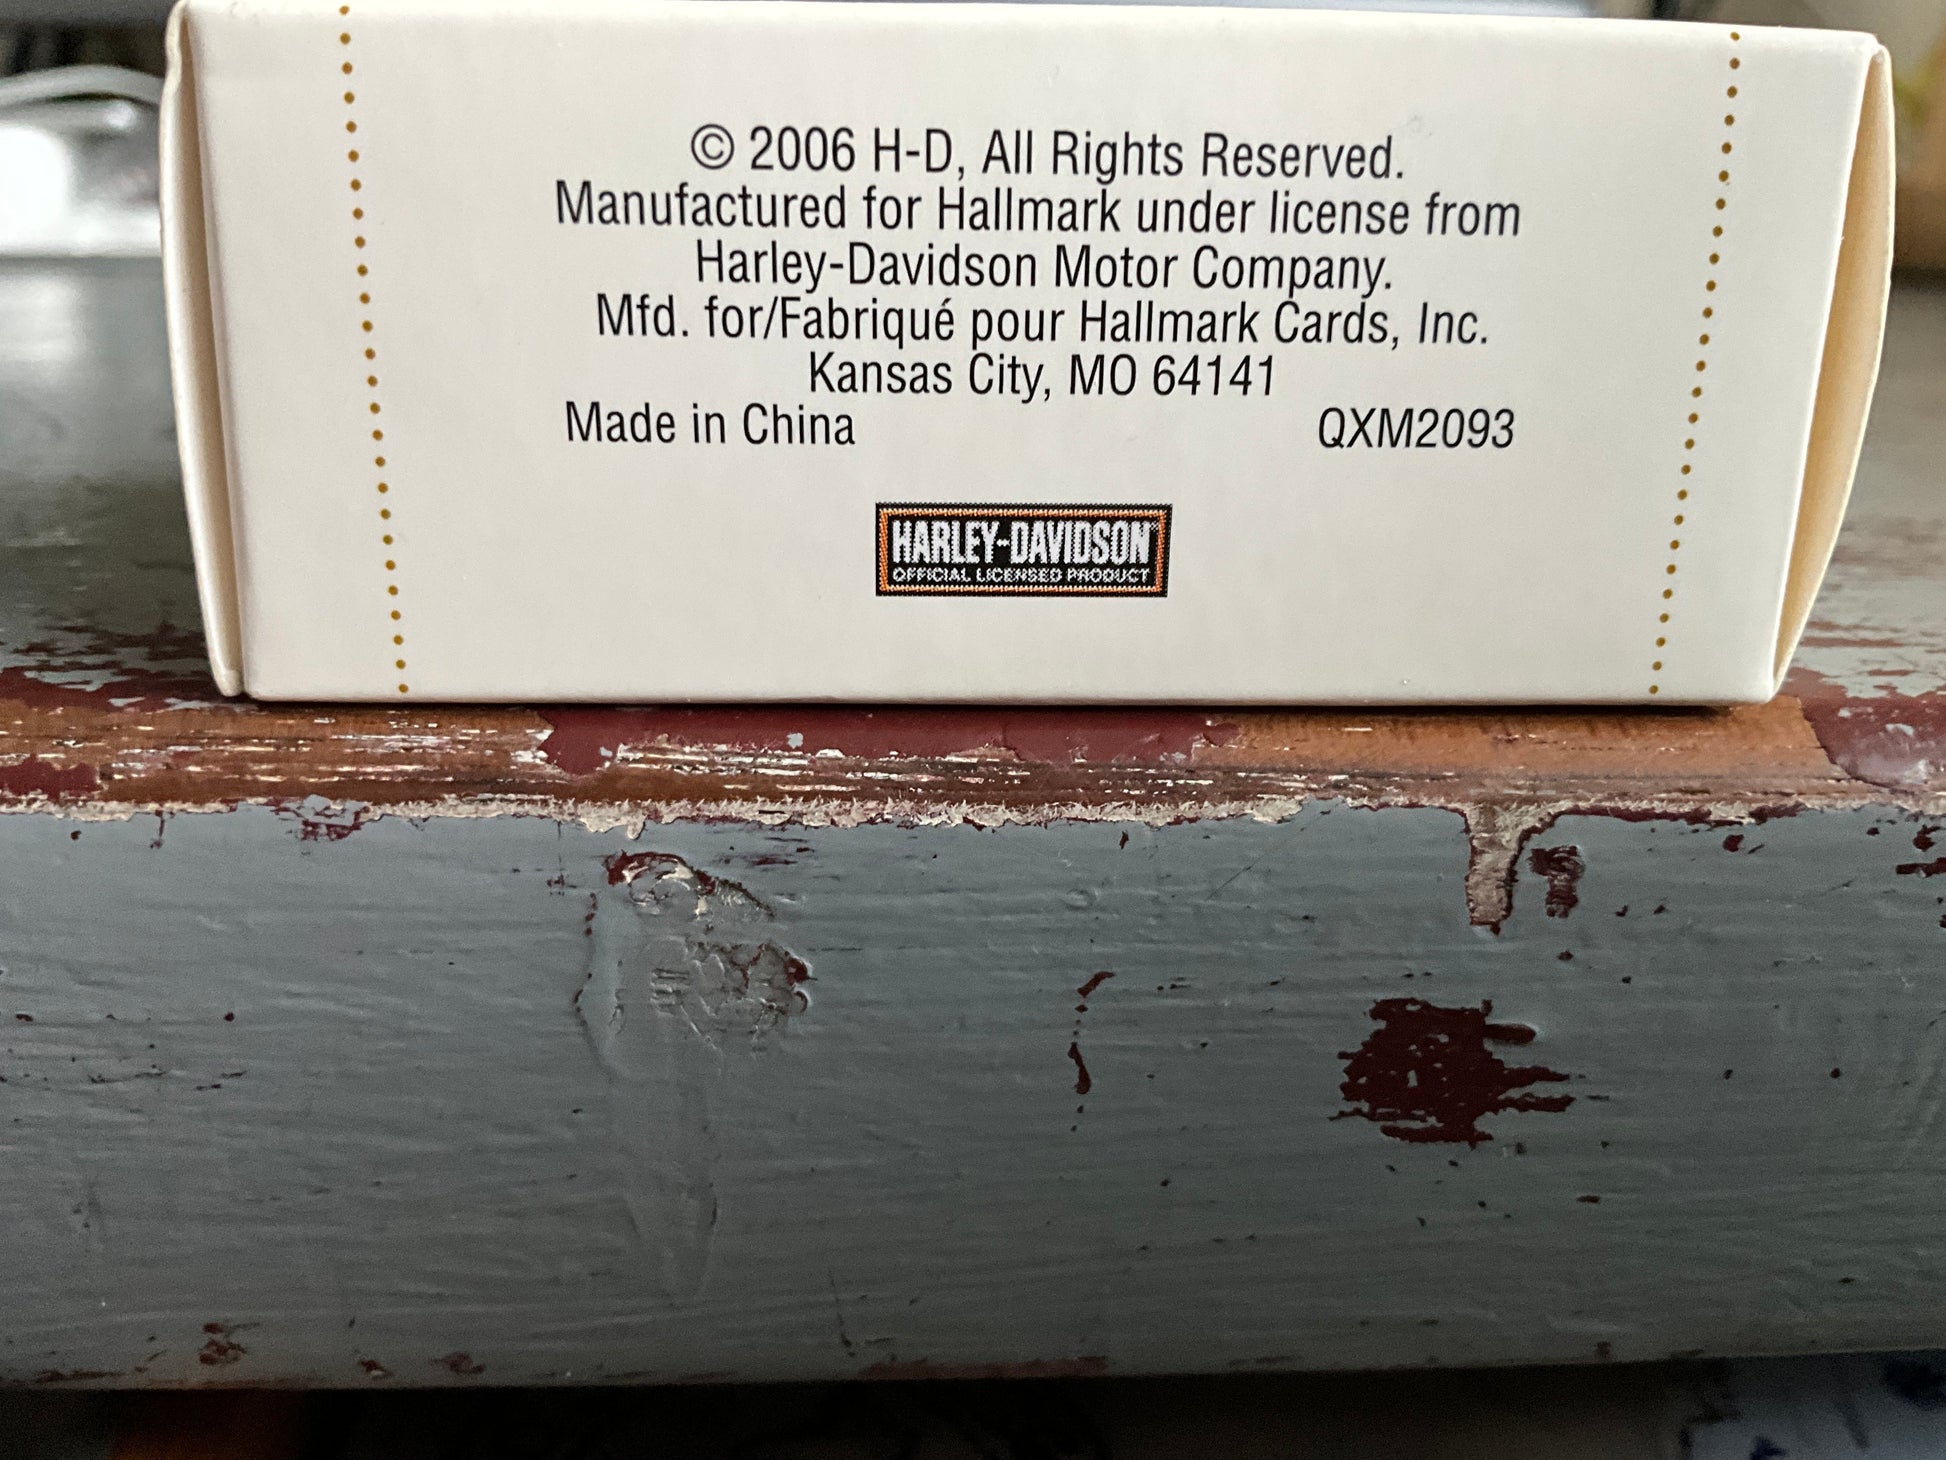 © 2006 H-D, All Rights Reserved.
Manufactured for Hallmark under license from
Harley-Davidson Motor Company.
Mfd. for/Fabriqué pour Hallmark Cards, Inc.
Kansas City, MO 64141
Made in China QXM2093
HARLEY-DAVIDSON
OFFICIAL LICENSED PRODUCT